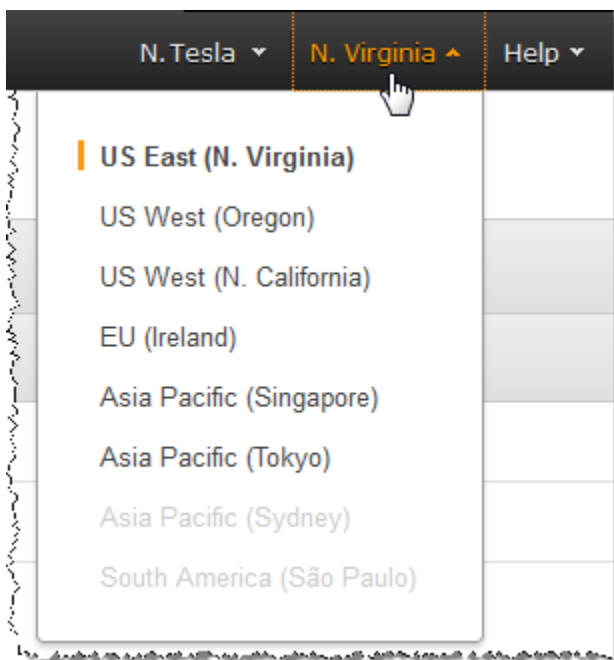 N. Tesla N. Virginia Help
US East (N. Virginia)
US West (Oregon)
US West (N. California)
EU (Ireland)
Asia Pacific (Singapore)
Asia Pacific (Tokyo)
Asia Pacific (Sydney)
South America (São Paulo)